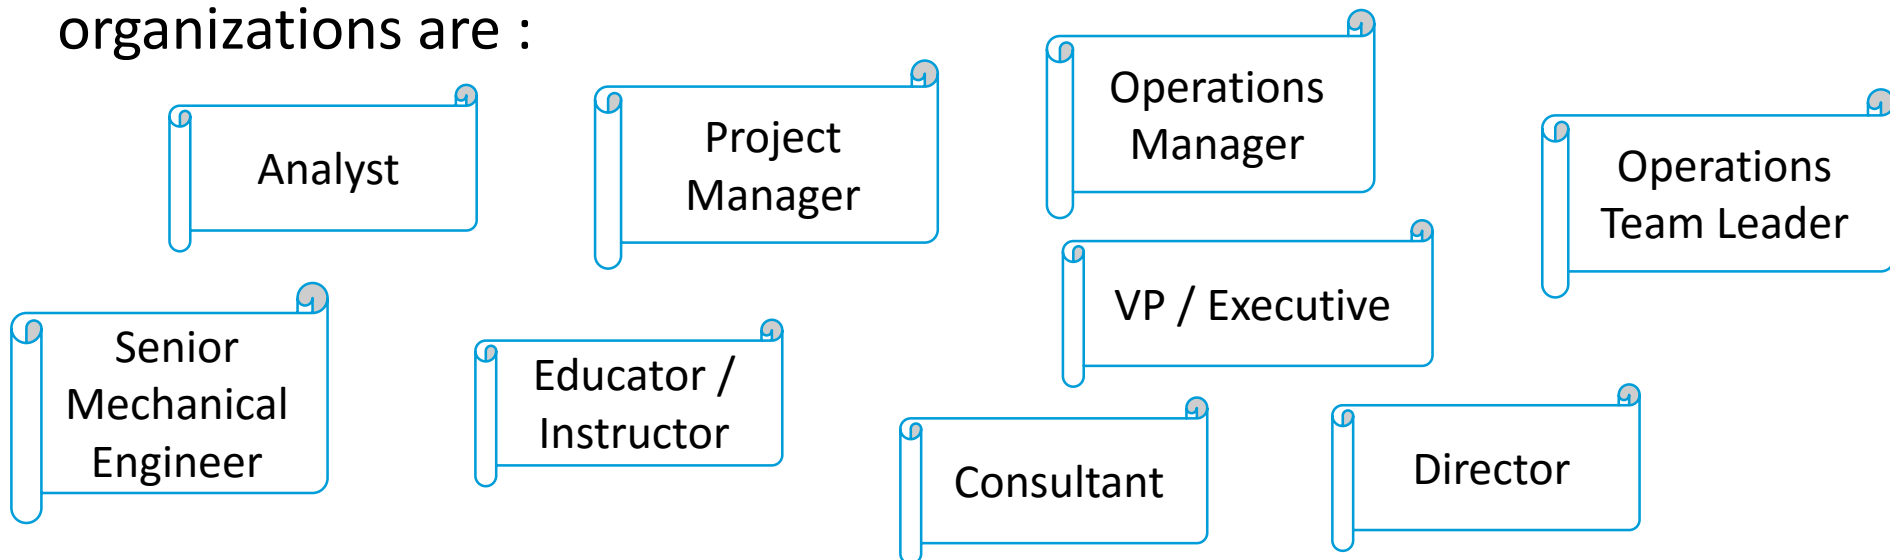 organizations are :
Analyst
Project
Manager
Operations
Manager
Operations
Team Leader
VP / Executive
Senior
Mechanical
Engineer
Educator /
Instructor
Consultant
Director